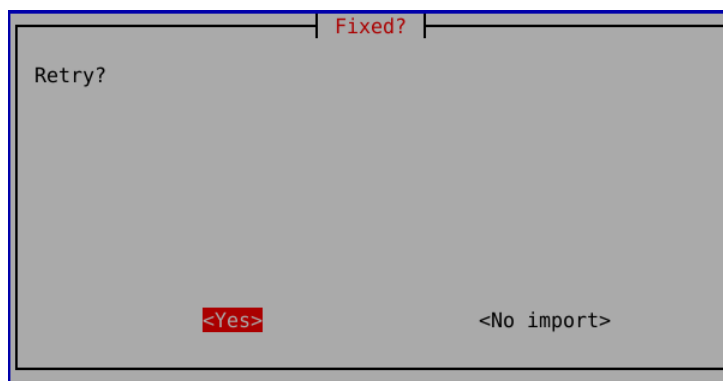 Fixed?
Retry?
<Yes> <No import>